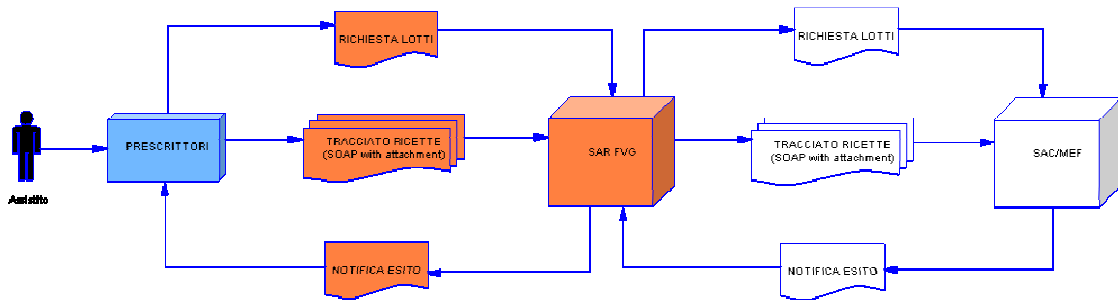 RICHIESTA LOTTI
RICHIESTA LOTTI
PRESCRITTORI
TRACCIATO RICETTE
(SOAP with attachment)
SAR FVG
TRACCIATO RICETTE
(SOAP with attachment)
SAC/MEF
Assistito
NOTIFICA ESITO
NOTIFICA ESITO